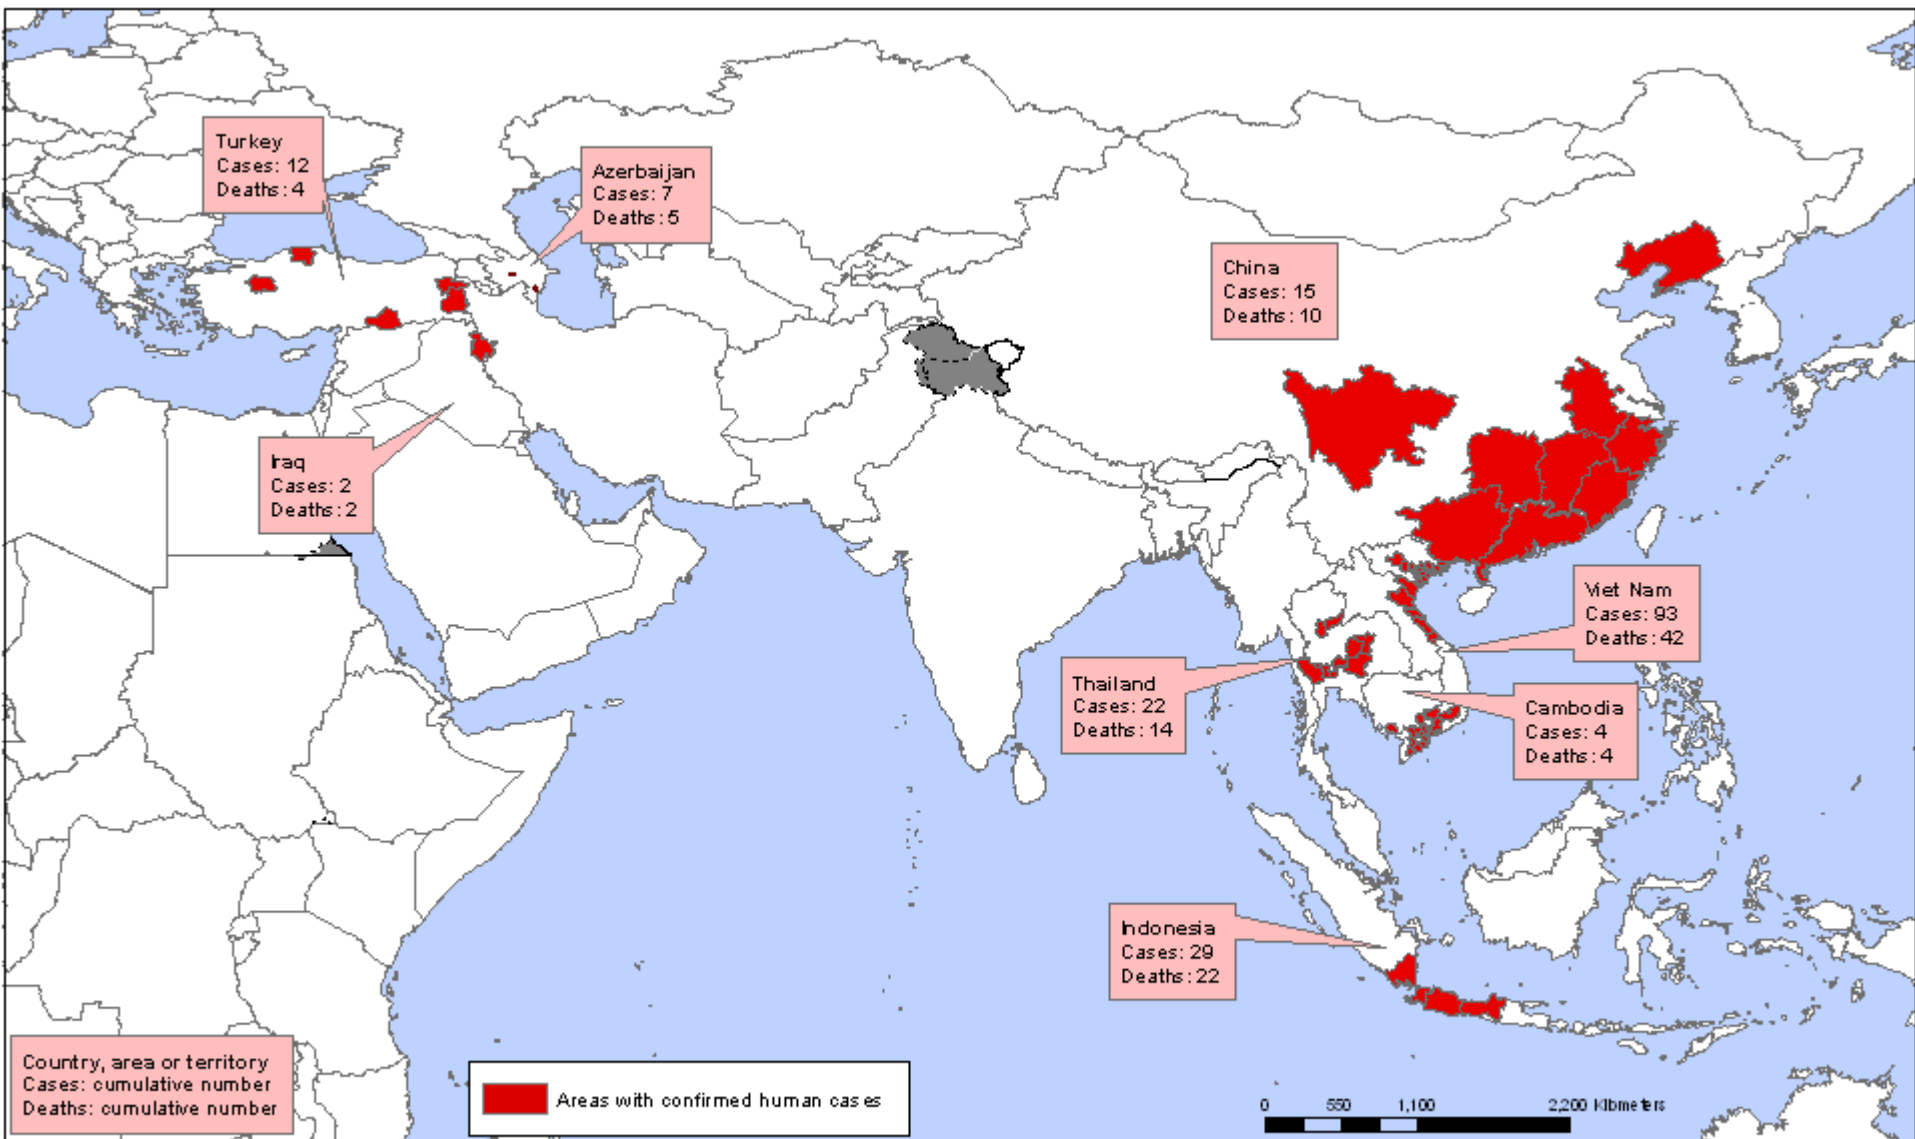 Turkey
Cases: 12
Deaths: 4
Azerbaijan
Cases: 7
Deaths: 5
China
Cases: 15
Deaths: 10
Iraq
Cases: 2
Deaths: 2
Viet Nam
Cases: 93
Deaths: 42
Thailand
Cases: 22
Deaths: 14
Cambodia
Cases: 4
Deaths: 4
Indonesia
Cases: 29
Deaths: 22
Country, area or territory
Cases: cumulative number
Deaths: cumulative number
Areas with confirmed human cases
0 550 1,100 2,200 Kilometers